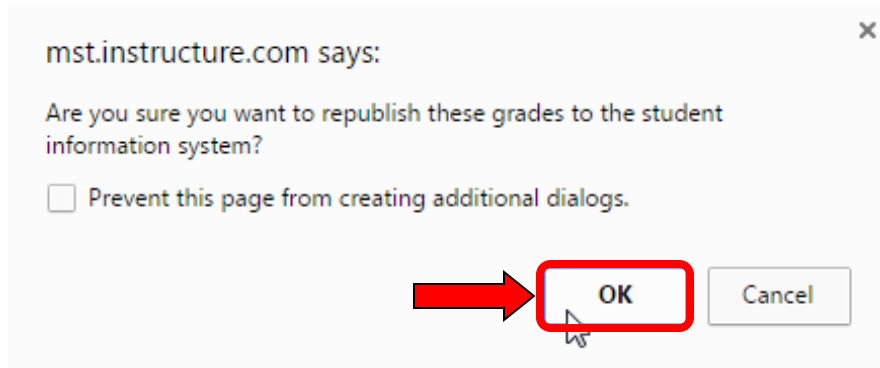 mst.instructure.com says:
Are you sure you want to republish these grades to the student
information system?
Prevent this page from creating additional dialogs.
OK
Cancel